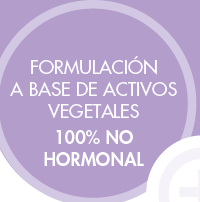 FORMULACIÓN
A BASE DE ACTIVOS
VEGETALES
100% NO
HORMONAL